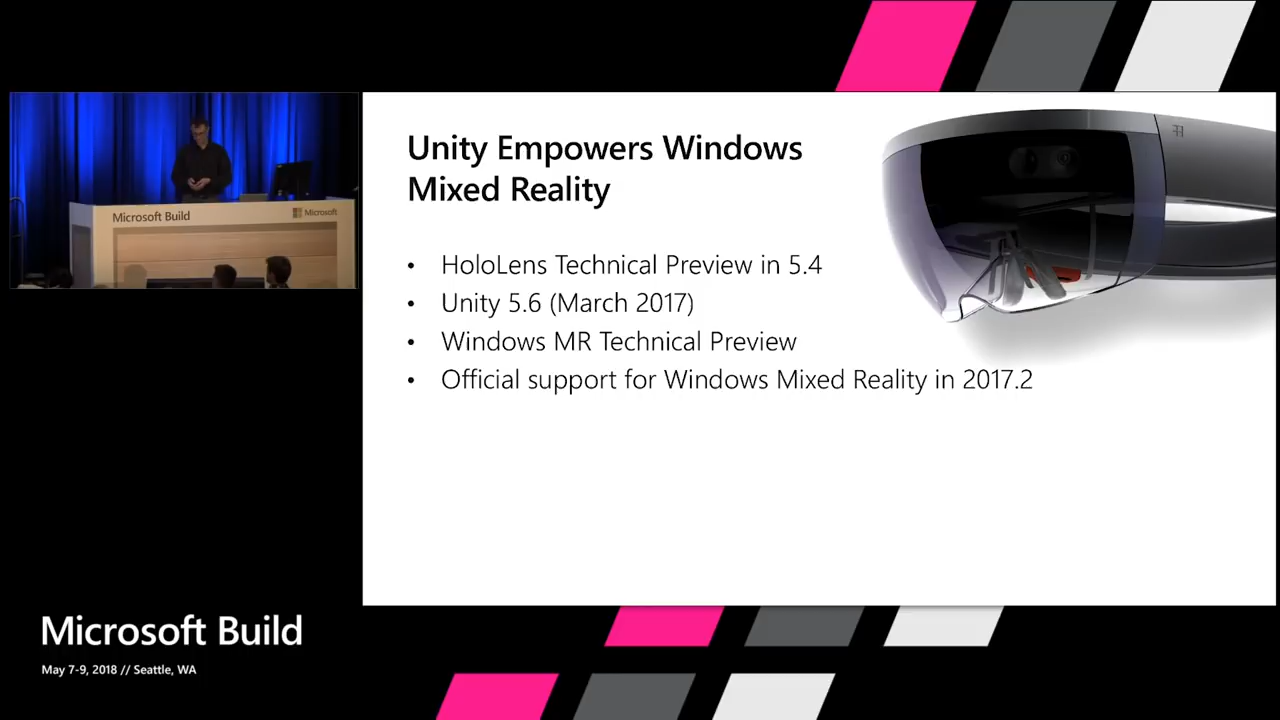 Microsoft Build
Microsoft
Unity Empowers Windows
Mixed Reality
• HoloLens Technical Preview in 5.4
• Unity 5.6 (March 2017)
• Windows MR Technical Preview
• Official support for Windows Mixed Reality in 2017.2
Microsoft Build
May 7-9, 2018 // Seattle, WA